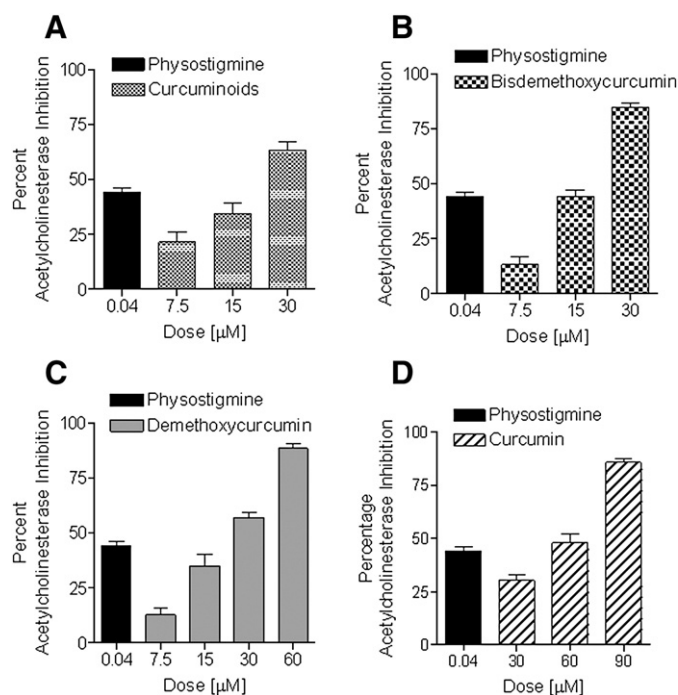 A
Physostigmine
Curcuminoids
Percent
Acetylcholinesterase Inhibition
100
75
50
25
0
0.04 7.5 15 30
Dose [μM]
B
Physostigmine
Bisdemethoxycurcumin
Percent
Acetylcholinesterase Inhibition
100
75
50
25
0
0.04 7.5 15 30
Dose [μM]
C
Physostigmine
Demethoxycurcumin
Percent
Acetylcholinesterase Inhibition
100
75
50
25
0
0.04 7.5 15 30 60
Dose [μM]
D
Physostigmine
Curcumin
Percentage
Acetylcholinesterase Inhibition
100
75
50
25
0
0.04 30 60 90
Dose [μM]